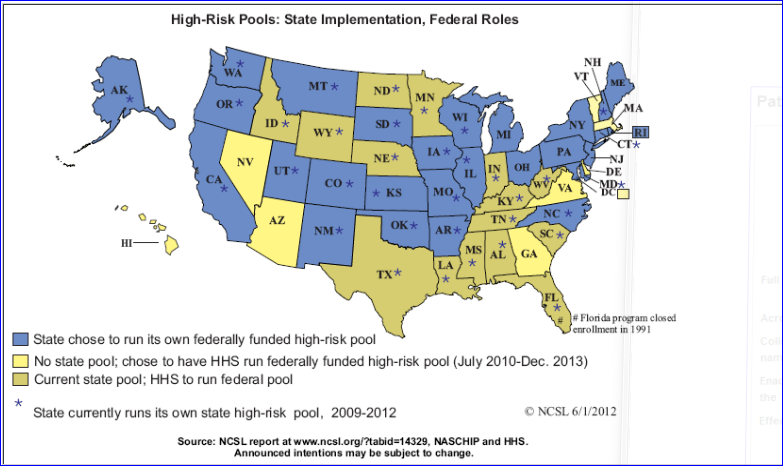 High-Risk Pools: State Implementation, Federal Roles
AK *
WA *
OR *
CA *
NV
ID *
MT *
WY *
UT *
AZ
CO *
NM *
ND *
SD *
NE *
* KS
OK *
TX *
MN *
IA *
MO *
AR *
LA *
WI *
IL *
MI
IN *
OH
KY *
TN *
MS *
AL *
GA
FL *
#
SC *
NC *
VA
WV *
PA
NY
VT
NH
*
ME
MA
RI
CT *
NJ
DE
MD *
DC
HI
# Florida program closed
enrollment in 1991
State chose to run its own federally funded high-risk pool
No state pool; chose to have HHS run federally funded high-risk pool (July 2010-Dec. 2013)
Current state pool; HHS to run federal pool
* State currently runs its own state high-risk pool, 2009-2012
© NCSL 6/1/2012
Source: NCSL report at www.ncsl.org/?tabid=14329, NASCHIP and HHS.
Announced intentions may be subject to change.